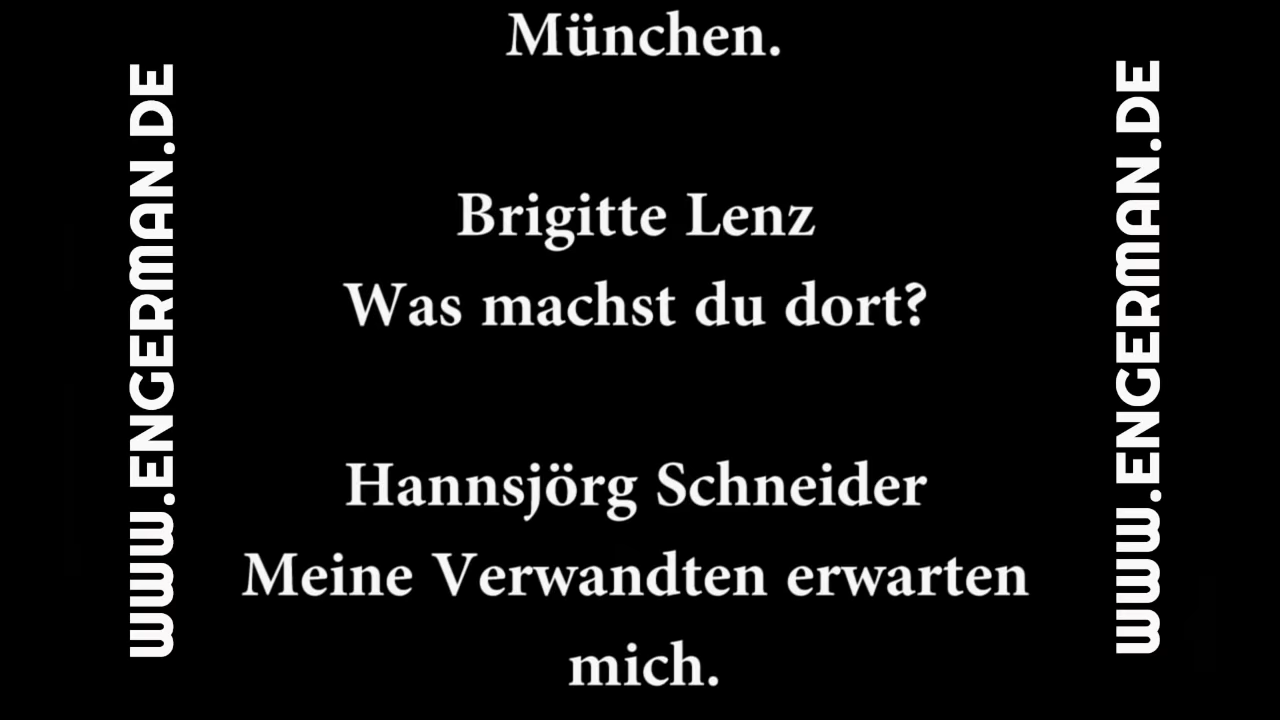 München.
Brigitte Lenz
Was machst du dort?
Hannsjörg Schneider
Meine Verwandten erwarten
mich.
WWW.ENGERMAN.DE
WWW.ENGERMAN.DE